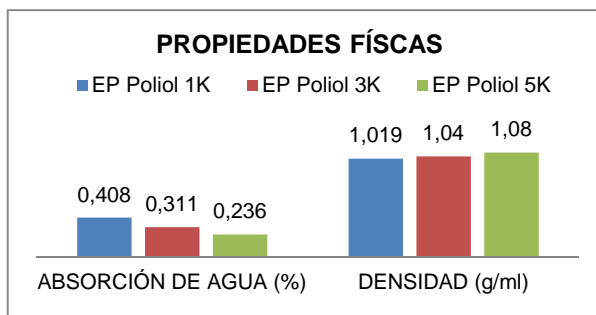 PROPIEDADES FÍSCAS
EP Poliol 1K EP Poliol 3K EP Poliol 5K
1,019 1,04 1,08
0,408 0,311 0,236
ABSORCIÓN DE AGUA (%) DENSIDAD (g/ml)